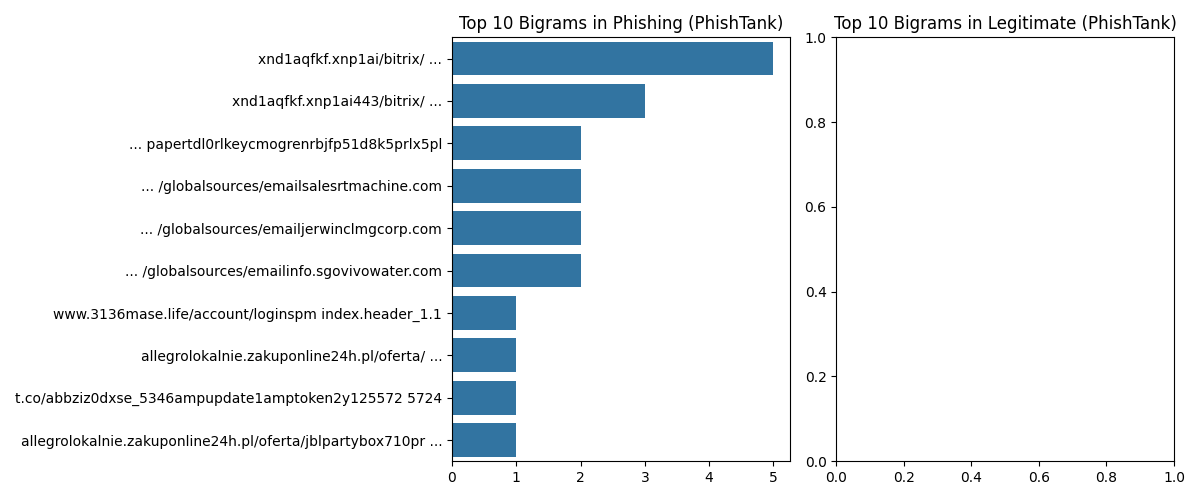 Top 10 Bigrams in Phishing (PhishTank)
xnd1aqfkf.xnp1ai/bitrix/ ...
xnd1aqfkf.xnp1ai443/bitrix/ ...
... papertdl0rlkeycmogrenrbjfp51d8k5prlx5pl
... /globalsources/emailsalesrtmachine.com
... /globalsources/emailjerwinclmgcorp.com
... /globalsources/emailinfo.sgovivowater.com
www.3136mase.life/account/loginspm index.header_1.1
allegrolokalnie.zakuponline24h.pl/oferta/ ...
t.co/abbziz0dxse_5346ampupdate1amptoken2y125572 5724
allegrolokalnie.zakuponline24h.pl/oferta/jblpartybox710pr ...
0 1 2 3 4 5
Top 10 Bigrams in Legitimate (PhishTank)
1.0
0.8
0.6
0.4
0.2
0.0
0.0 0.2 0.4 0.6 0.8 1.0